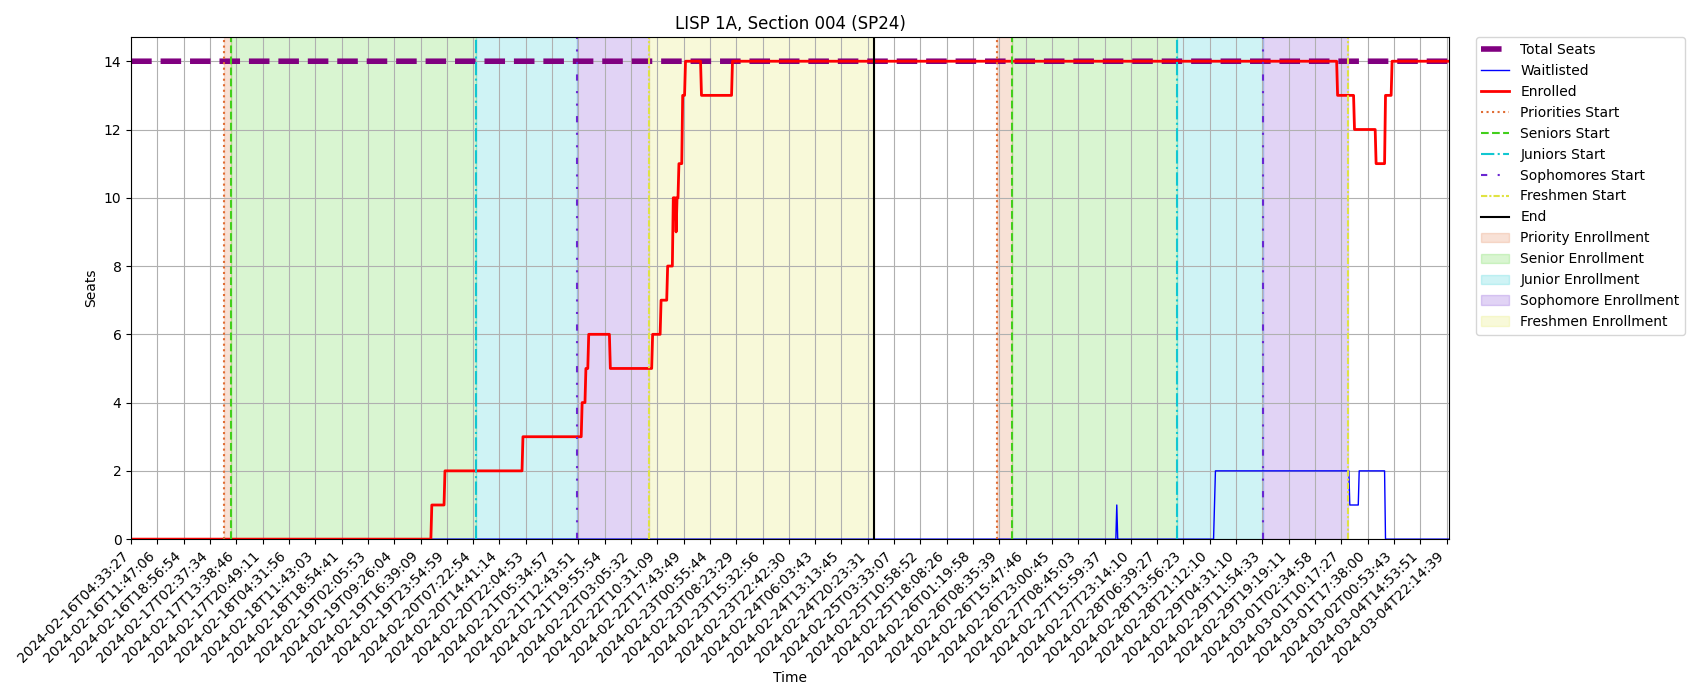 LISP 1A, Section 004 (SP24)
Seats
14
12
10
8
6
4
2
0
2024-02-16T04:33:27
2024-02-16T11:47:06
2024-02-16T18:56:54
2024-02-17T02:37:34
2024-02-17T13:38:46
2024-02-17T20:49:11
2024-02-18T04:31:56
2024-02-18T11:43:03
2024-02-18T18:54:41
2024-02-19T02:05:53
2024-02-19T09:26:04
2024-02-19T16:39:09
2024-02-19T23:54:59
2024-02-20T07:22:54
2024-02-20T14:41:14
2024-02-20T22:04:53
2024-02-21T05:34:57
2024-02-21T12:43:51
2024-02-21T19:55:54
2024-02-22T03:05:32
2024-02-22T10:31:09
2024-02-22T17:43:49
2024-02-23T00:55:44
2024-02-23T08:23:29
2024-02-23T15:32:56
2024-02-23T22:42:30
2024-02-24T06:03:43
2024-02-24T13:13:45
2024-02-24T20:23:31
2024-02-25T03:33:07
2024-02-25T10:58:52
2024-02-25T18:08:26
2024-02-26T01:19:58
2024-02-26T08:35:39
2024-02-26T15:47:46
2024-02-26T23:00:45
2024-02-27T08:45:03
2024-02-27T15:59:37
2024-02-27T23:14:10
2024-02-28T06:39:27
2024-02-28T13:56:23
2024-02-28T21:12:10
2024-02-29T04:31:10
2024-02-29T11:54:33
2024-02-29T19:19:11
2024-03-01T02:34:58
2024-03-01T10:17:27
2024-03-01T17:38:00
2024-03-02T00:53:43
2024-03-04T14:53:51
2024-03-04T22:14:39
Time
Total Seats
Waitlisted
Enrolled
Priorities Start
Seniors Start
Juniors Start
Sophomores Start
Freshmen Start
End
Priority Enrollment
Senior Enrollment
Junior Enrollment
Sophomore Enrollment
Freshmen Enrollment